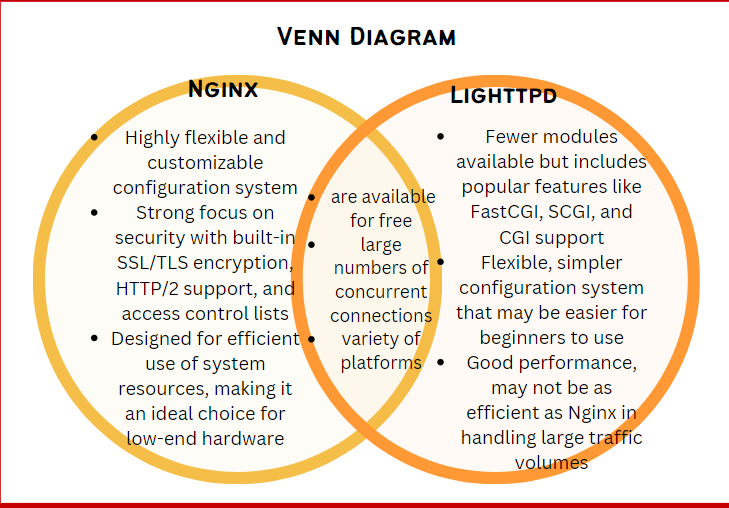 Venn Diagram
Nginx
Highly flexible and
customizable
configuration system
Strong focus on
security with built-in
SSL/TLS encryption,
HTTP/2 support, and
access control lists
Designed for efficient
use of system
resources, making it
an ideal choice for
low-end hardware
are available
for free
large
numbers of
concurrent
connections
variety of
platforms
Lighttpd
Fewer modules
available but includes
popular features like
FastCGI, SCGI, and
CGI support
Flexible, simpler
configuration system
that may be easier for
beginners to use
Good performance,
may not be as
efficient as Nginx in
handling large traffic
volumes